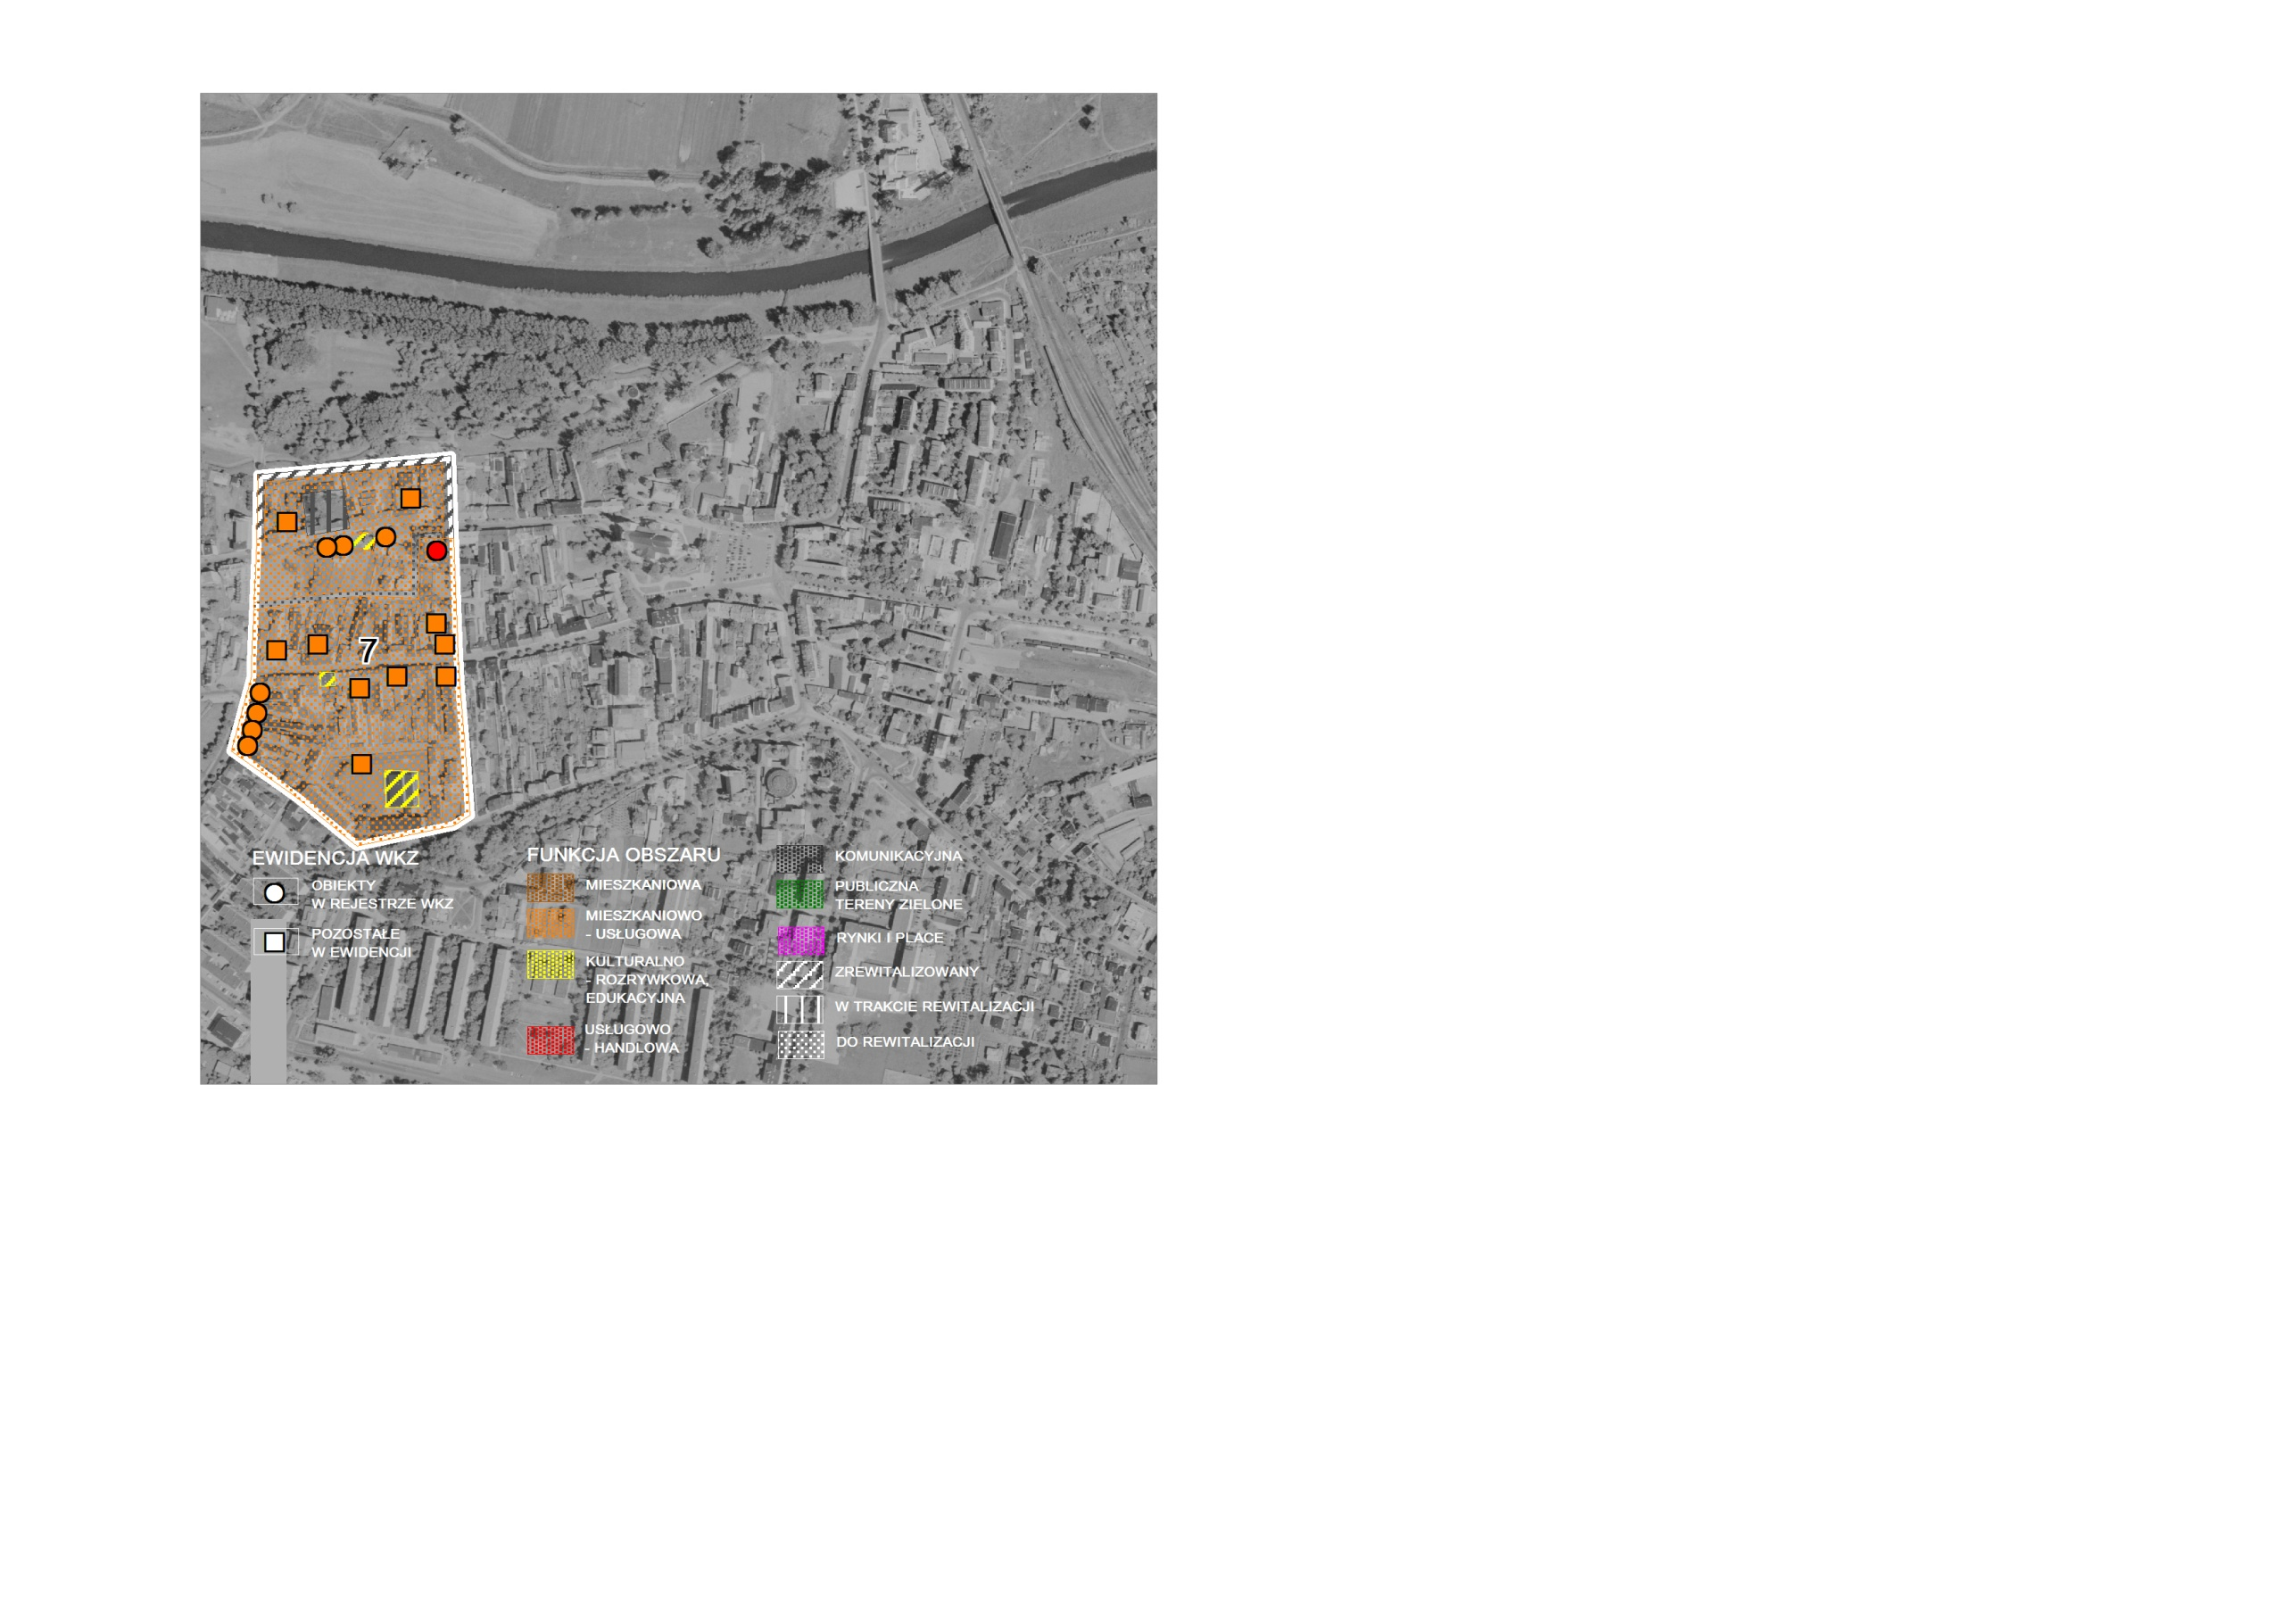 7
EWIDENCJA WKZ
OBIEKTY
W REJESTRZE WKZ
POZOSTAŁE
W EWIDENCJI
FUNKCJA OBSZARU
MIESZKANIOWA
MIESZKANIOWO
- USŁUGOWA
KULTURALNO
- ROZRYWKOWA,
EDUKACYJNA
USŁUGOWO
- HANDLOWA
KOMUNIKACYJNA
PUBLICZNA
TERENY ZIELONE
RYNKI I PLACE
ZREWITALIZOWANY
W TRAKCIE REWITALIZACJI
DO REWITALIZACJI